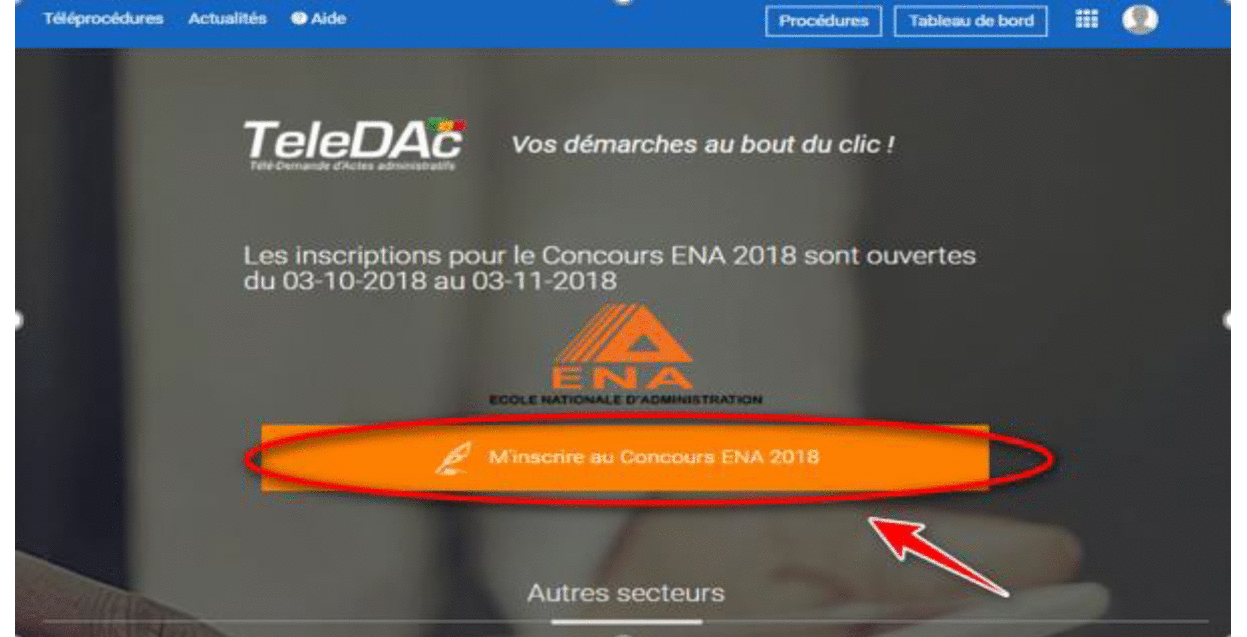 Téléprocédures Actualités Aide Procédures Tableau de bord
TeleDAc
Télé-Demande d'Actes administratifs
Vos démarches au bout du clic !
Les inscriptions pour le Concours ENA 2018 sont ouvertes
du 03-10-2018 au 03-11-2018
ENA
ECOLE NATIONALE D'ADMINISTRATION
M'inscrire au Concours ENA 2018
Autres secteurs